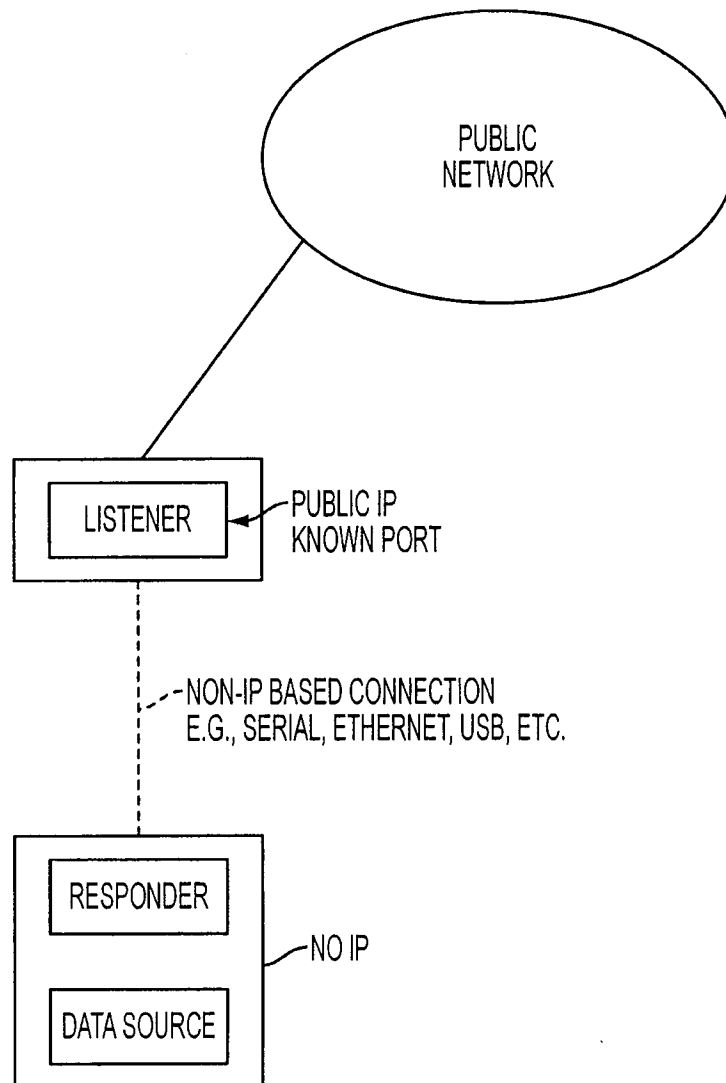 PUBLIC
NETWORK
LISTENER
PUBLIC IP
KNOWN PORT
NON-IP BASED CONNECTION
E.G., SERIAL, ETHERNET, USB, ETC.
RESPONDER
NO IP
DATA SOURCE